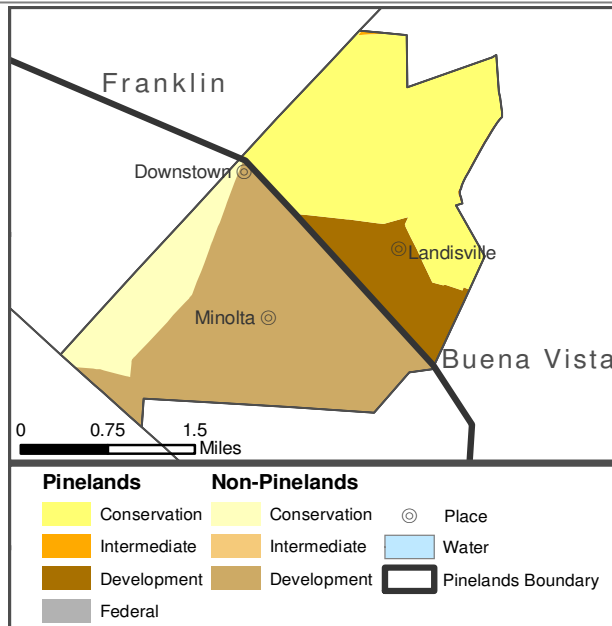 Franklin
Downstown
Landisville
Minolta
Buena Vista
0 0.75 1.5
Miles
Pinelands Non-Pinelands
Conservation Conservation Place
Intermediate Intermediate Water
Development Development Pinelands Boundary
Federal